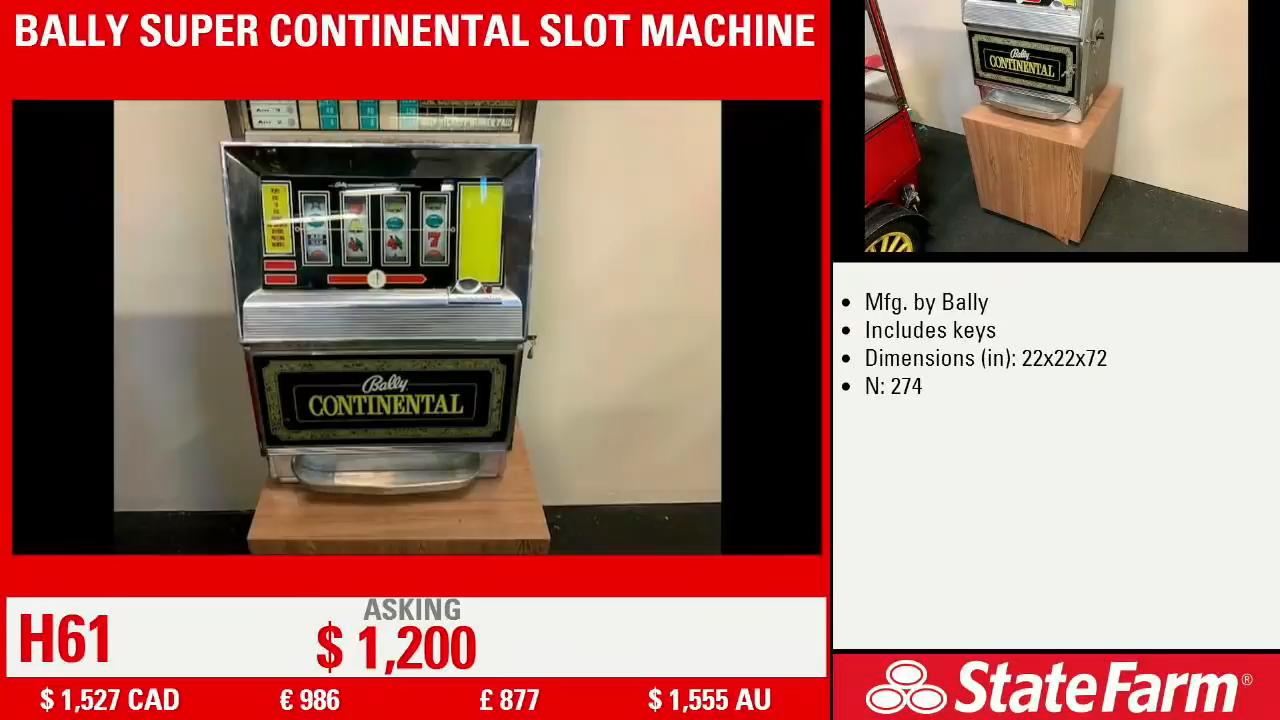 BALLY SUPER CONTINENTAL SLOT MACHINE
Bally
CONTINENTAL
7
Bally
CONTINENTAL
Mfg. by Bally
Includes keys
Dimensions (in): 22x22x72
N: 274
H61
ASKING
$ 1,200
$ 1,527 CAD
€ 986
£ 877
$ 1,555 AU
StateFarm®